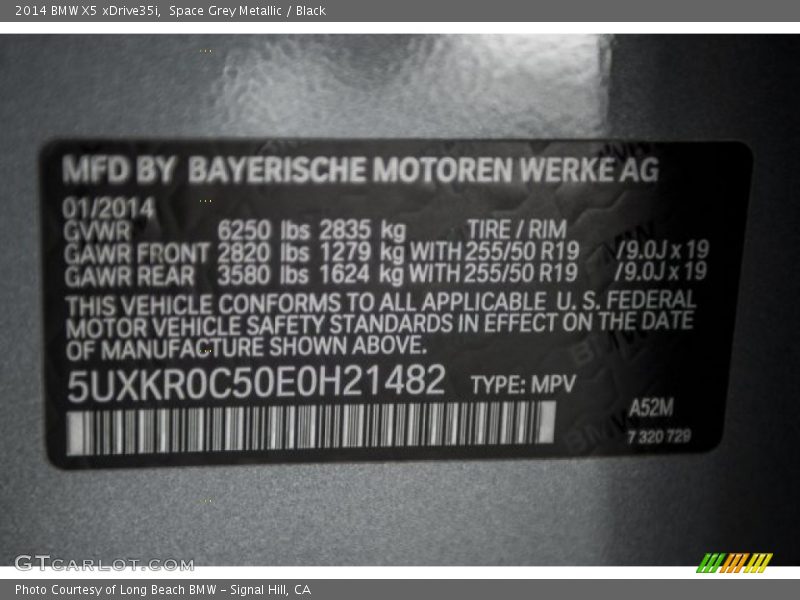 2014 BMW X5 xDrive35i, Space Grey Metallic / Black
MFD BY BAYERISCHE MOTOREN WERKE AG
01/2014
GVWR 6250 lbs 2835 kg TIRE / RIM
GAWR FRONT 2820 lbs 1279 kg WITH 255/50 R19 /9.0J x 19
GAWR REAR 3580 lbs 1624 kg WITH 255/50 R19 /9.0J x 19
THIS VEHICLE CONFORMS TO ALL APPLICABLE U. S. FEDERAL
MOTOR VEHICLE SAFETY STANDARDS IN EFFECT ON THE DATE
OF MANUFACTURE SHOWN ABOVE.
5UXKR0C50E0H21482 TYPE: MPV
A52M
7 320 729
GTCARLOT.COM
Photo Courtesy of Long Beach BMW - Signal Hill, CA